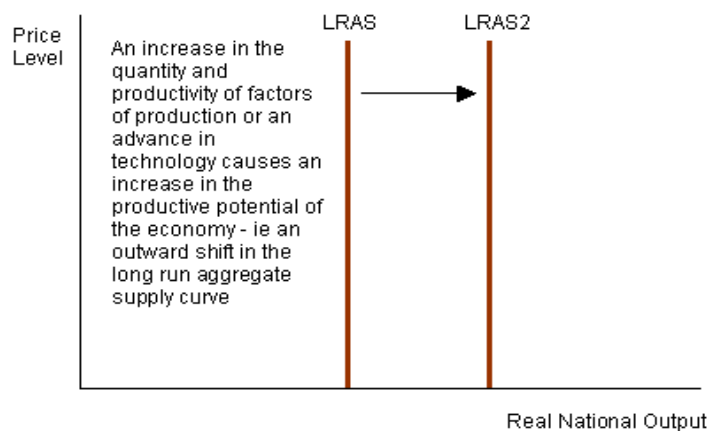 Price
Level
LRAS
LRAS2
An increase in the
quantity and
productivity of factors
of production or an
advance in
technology causes an
increase in the
productive potential of
the economy - ie an
outward shift in the
long run aggregate
supply curve
Real National Output